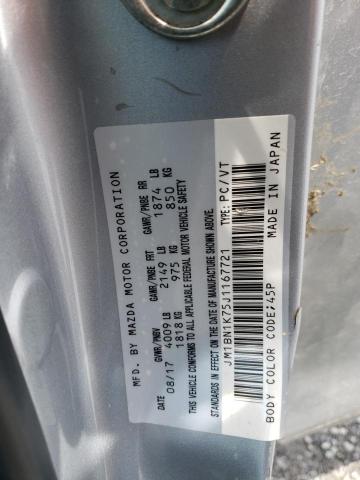 MFD. BY MAZDA MOTOR CORPORATION
DATE GVWR/PNBV GAWR/PNBE FRT GAWR/PNBE RR
08/17 4009 LB 2149 LB 1874 LB
1818 KG 975 KG 850 KG
THIS VEHICLE CONFORMS TO ALL APPLICABLE FEDERAL MOTOR VEHICLE SAFETY
STANDARDS IN EFFECT ON THE DATE OF MANUFACTURE SHOWN ABOVE.
JM1BN1K75J1167721 TYPE: PC/VT
BODY COLOR CODE/45P MADE IN JAPAN